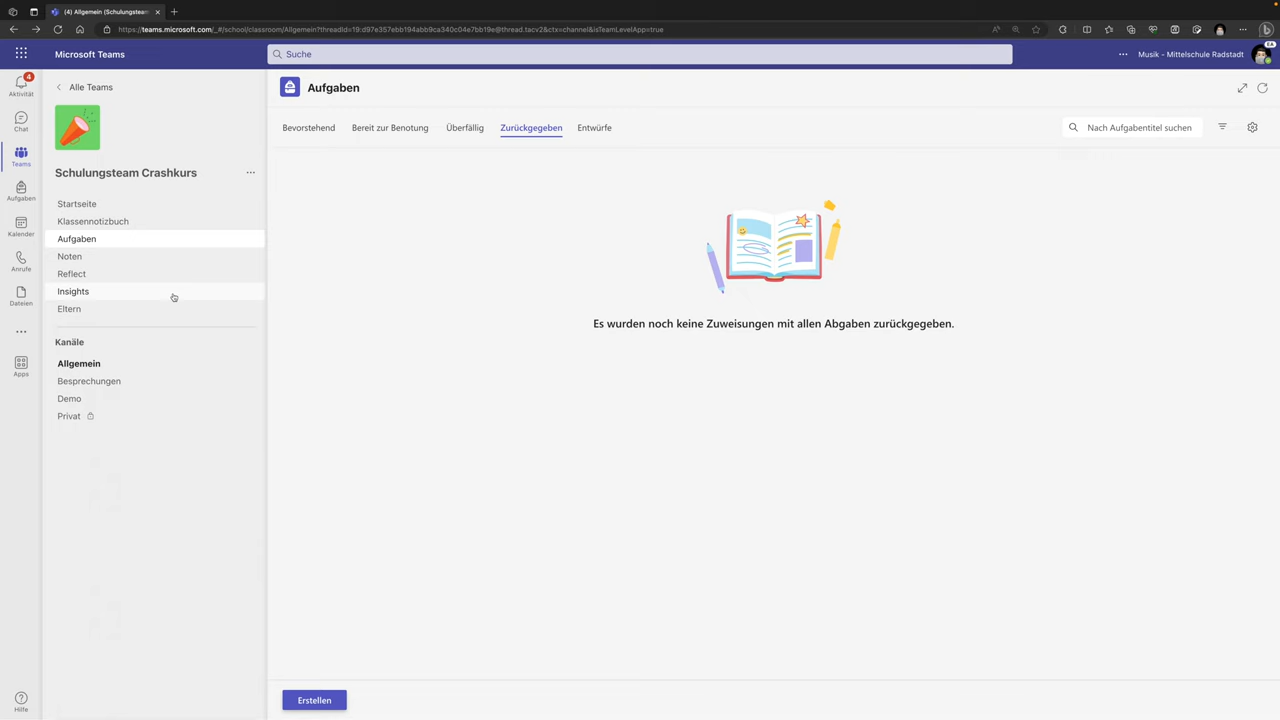 (4) Allgemein (Schulungsteam
https://teams.microsoft.com/_#/school/classroom/Allgemein?threadId=19:d97e357ebb194abb9ca340c04e7bb19e@thread.tacv2&ctx=channel&isTeamLevelApp=true
Microsoft Teams
Suche
Musik - Mittelschule Radstadt
EA
4
Aktivität
Chat
Teams
Aufgaben
Kalender
Anrufe
Dateien
Apps
Hilfe
Alle Teams
Schulungsteam Crashkurs
Startseite
Klassennotizbuch
Aufgaben
Noten
Reflect
Insights
Eltern
Kanäle
Allgemein
Besprechungen
Demo
Privat
Aufgaben
Bevorstehend
Bereit zur Benotung
Überfällig
Zurückgegeben
Entwürfe
Nach Aufgabentitel suchen
Es wurden noch keine Zuweisungen mit allen Abgaben zurückgegeben.
Erstellen